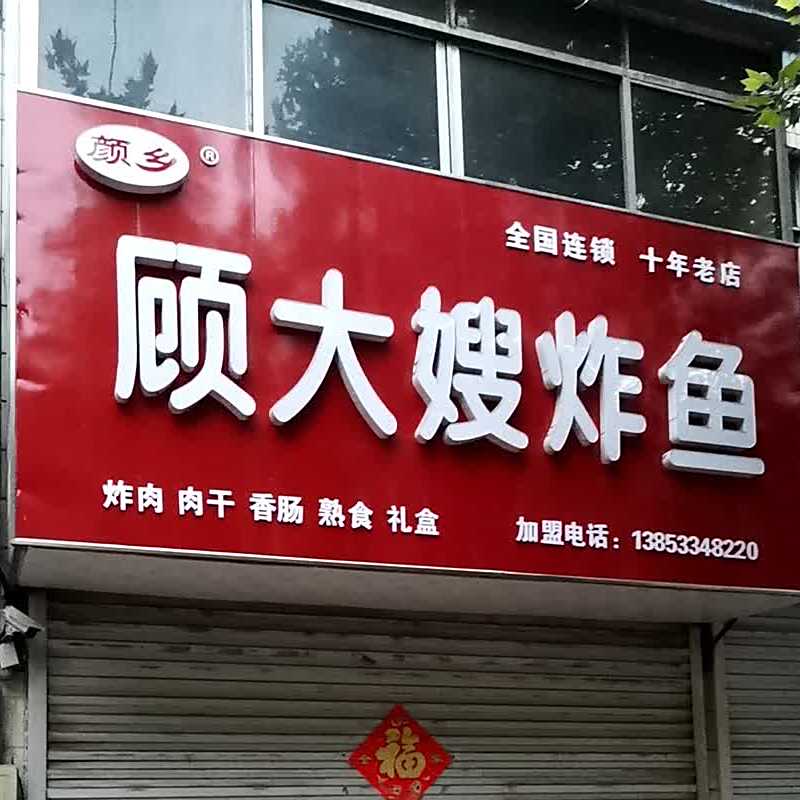 颜乡®
全国连锁 十年老店
顾大嫂炸鱼
炸肉 肉干 香肠 熟食 礼盒
加盟电话：13853348220
福